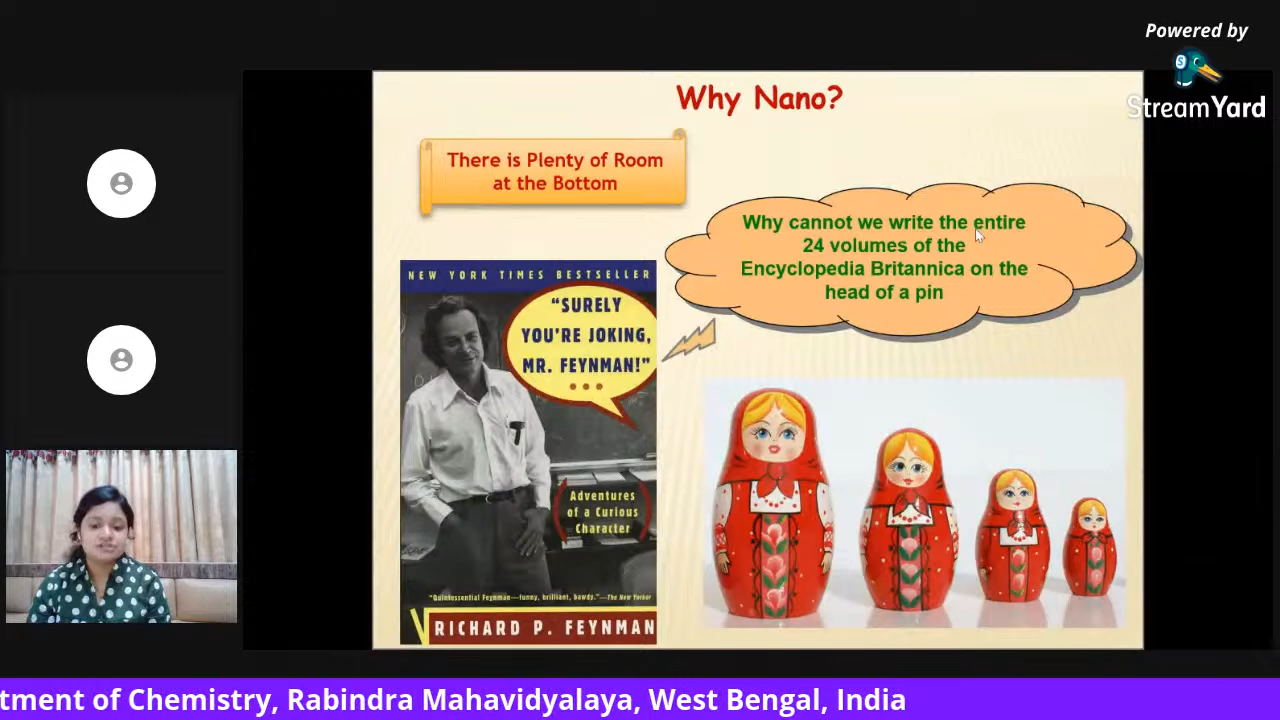 Powered by
StreamYard
Why Nano?
There is Plenty of Room
at the Bottom
Why cannot we write the entire
24 volumes of the
Encyclopedia Britannica on the
head of a pin
NEW YORK TIMES BESTSELLER
"SURELY
YOU'RE JOKING,
MR. FEYNMAN!"
Adventures
of a Curious
Character
"Quintessential Feynman—funny, brilliant, bawdy."—The New Yorker
RICHARD P. FEYNMAN
tment of Chemistry, Rabindra Mahavidyalaya, West Bengal, India